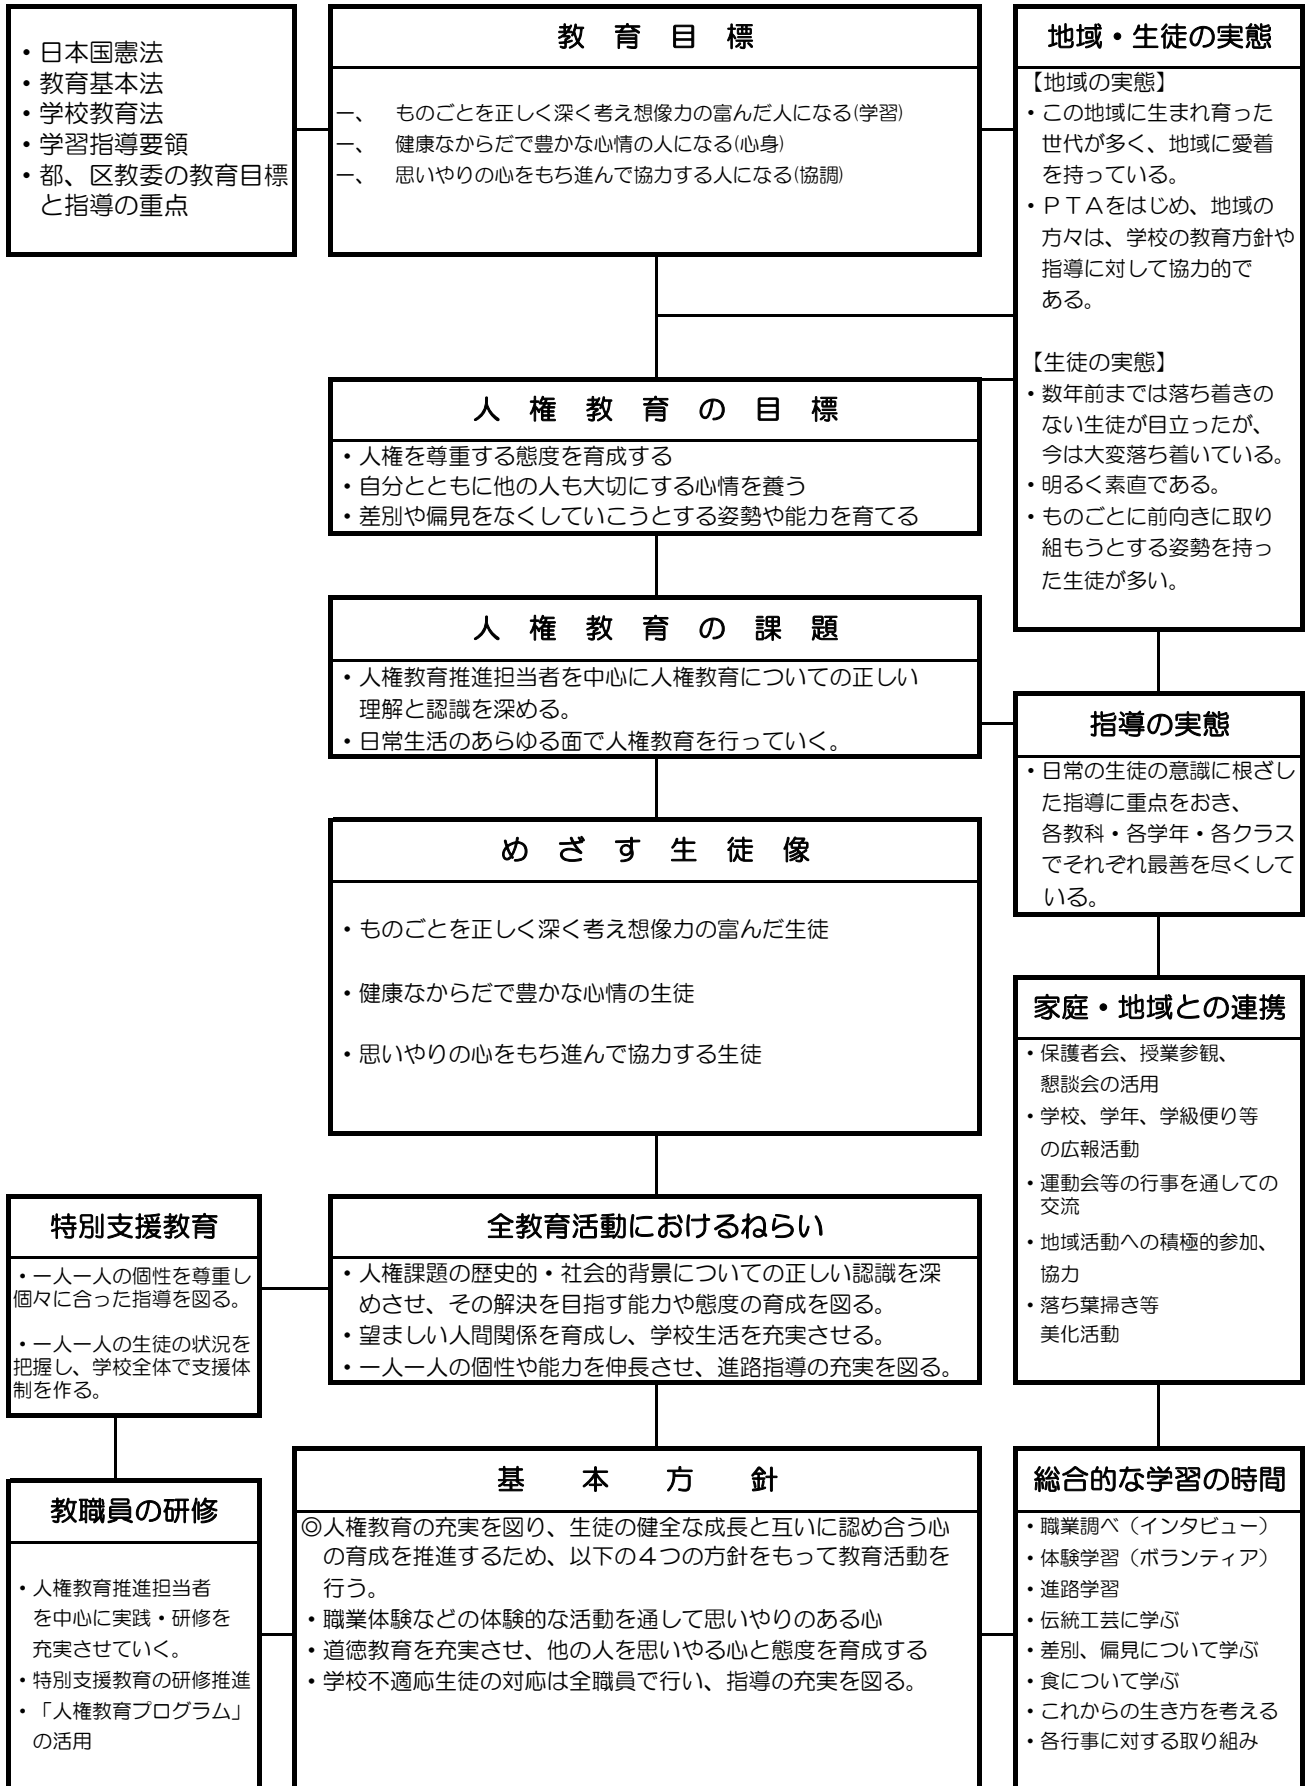 ・日本国憲法
・教育基本法
・学校教育法
・学習指導要領
・都、区教委の教育目標
と指導の重点
教 育 目 標
一、 ものごとを正しく深く考え想像力の富んだ人になる(学習)
一、 健康なからだで豊かな心情の人になる(心身)
一、 思いやりの心をもち進んで協力する人になる(協調)
地域・生徒の実態
【地域の実態】
・この地域に生まれ育った
世代が多く、地域に愛着
を持っている。
・ＰＴＡをはじめ、地域の
方々は、学校の教育方針や
指導に対して協力的で
ある。
【生徒の実態】
・数年前までは落ち着きの
ない生徒が目立ったが、
今は大変落ち着いている。
・明るく素直である。
・ものごとに前向きに取り
組もうとする姿勢を持っ
た生徒が多い。
人 権 教 育 の 目 標
・人権を尊重する態度を育成する
・自分とともに他の人も大切にする心情を養う
・差別や偏見をなくしていこうとする姿勢や能力を育てる
人 権 教 育 の 課 題
・人権教育推進担当者を中心に人権教育についての正しい
理解と認識を深める。
・日常生活のあらゆる面で人権教育を行っていく。
指導の実態
・日常の生徒の意識に根ざし
た指導に重点をおき、
各教科・各学年・各クラス
でそれぞれ最善を尽くして
いる。
め ざ す 生 徒 像
・ものごとを正しく深く考え想像力の富んだ生徒
・健康なからだで豊かな心情の生徒
・思いやりの心をもち進んで協力する生徒
家庭・地域との連携
・保護者会、授業参観、
懇談会の活用
・学校、学年、学級便り等
の広報活動
・運動会等の行事を通しての
交流
・地域活動への積極的参加、
協力
・落ち葉掃き等
美化活動
特別支援教育
・一人一人の個性を尊重し
個々に合った指導を図る。
・一人一人の生徒の状況を
把握し、学校全体で支援体
制を作る。
全教育活動におけるねらい
・人権課題の歴史的・社会的背景についての正しい認識を深
めさせ、その解決を目指す能力や態度の育成を図る。
・望ましい人間関係を育成し、学校生活を充実させる。
・一人一人の個性や能力を伸長させ、進路指導の充実を図る。
教職員の研修
・人権教育推進担当者
を中心に実践・研修を
充実させていく。
・特別支援教育の研修推進
・「人権教育プログラム」
の活用
基 本 方 針
◎人権教育の充実を図り、生徒の健全な成長と互いに認め合う心
の育成を推進するため、以下の４つの方針をもって教育活動を
行う。
・職業体験などの体験的な活動を通して思いやりのある心
・道徳教育を充実させ、他の人を思いやる心と態度を育成する
・学校不適応生徒の対応は全職員で行い、指導の充実を図る。
総合的な学習の時間
・職業調べ（インタビュー）
・体験学習（ボランティア）
・進路学習
・伝統工芸に学ぶ
・差別、偏見について学ぶ
・食について学ぶ
・これからの生き方を考える
・各行事に対する取り組み